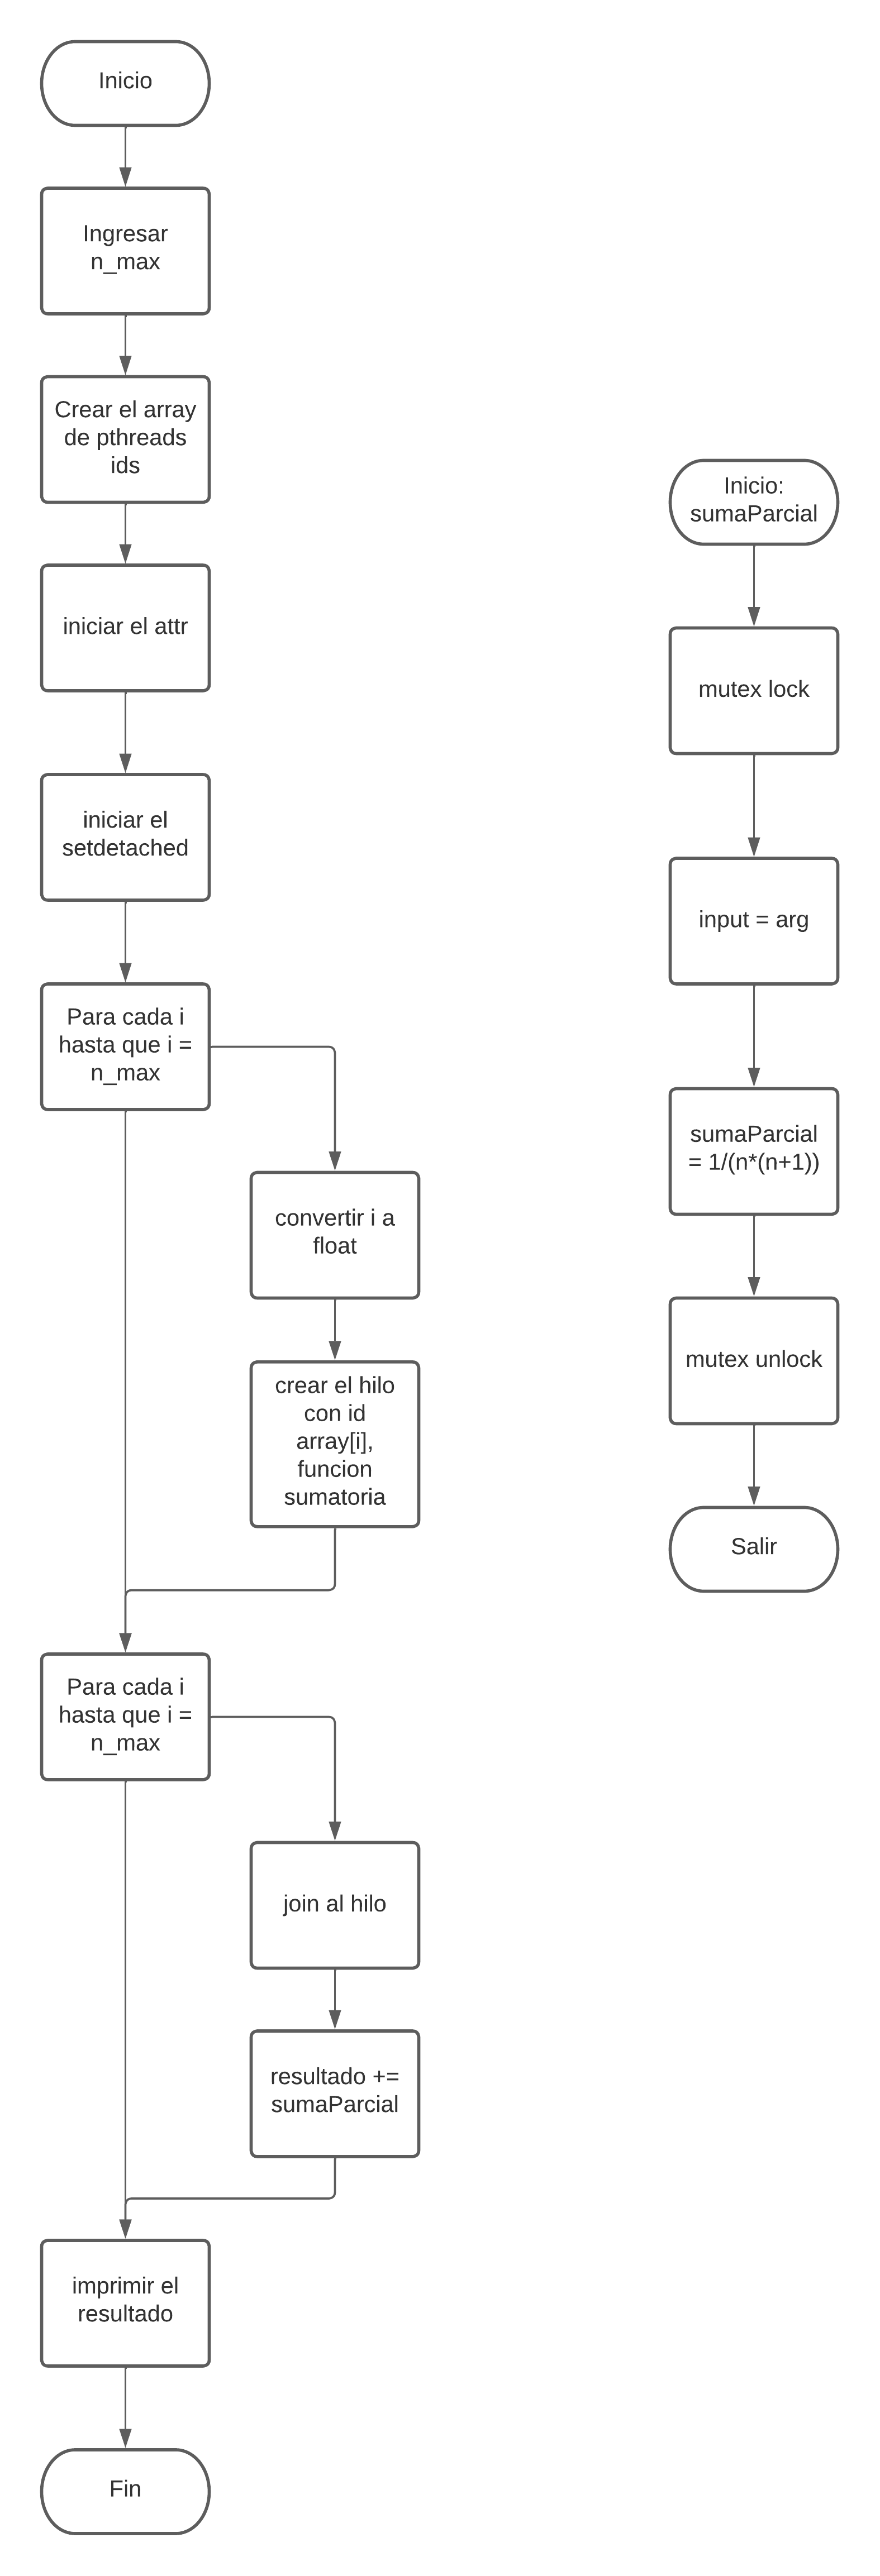 Inicio
Ingresar
n_max
Crear el array
de pthreads
ids
iniciar el attr
iniciar el
setdetached
Para cada i
hasta que i =
n_max
convertir i a
float
crear el hilo
con id
array[i],
funcion
sumatoria
Para cada i
hasta que i =
n_max
join al hilo
resultado +=
sumaParcial
imprimir el
resultado
Fin
Inicio:
sumaParcial
mutex lock
input = arg
sumaParcial
= 1/(n*(n+1))
mutex unlock
Salir